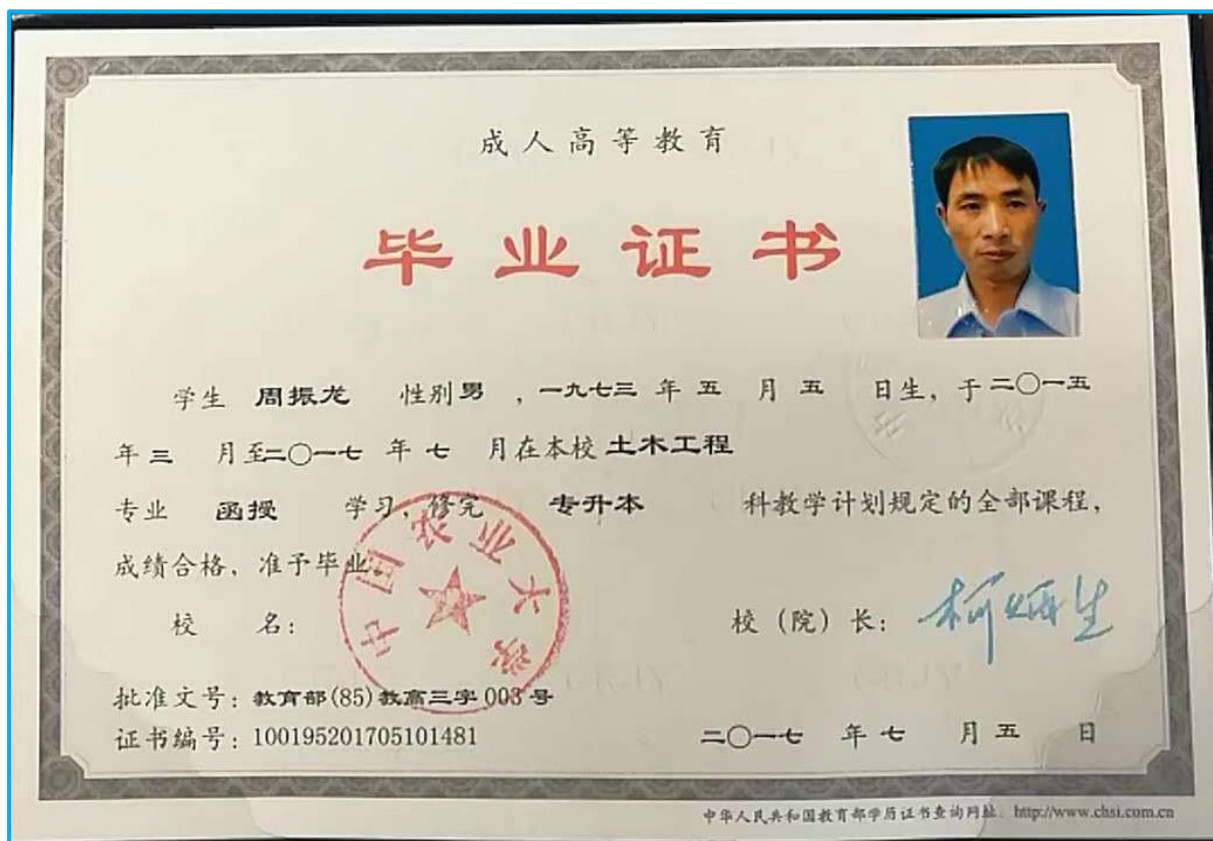 成人高等教育
毕业证书
学生 周振龙 性别男 ,一九七三 年 五 月 五 日生, 于二〇一五
年三 月至二〇一七 年 七 月在本校 土木工程
专业 函授 学习, 修完 专升本 科教学计划规定的全部课程,
成绩合格, 准予毕业。
中国农业大学
校 名:
校(院)长: 柯炳生
批准文号: 教育部(85)教高三字003号
证书编号: 100195201705101481
二〇一七 年 七 月 五 日
中华人民共和国教育部学历证书查询网址: http://www.chsi.com.cn